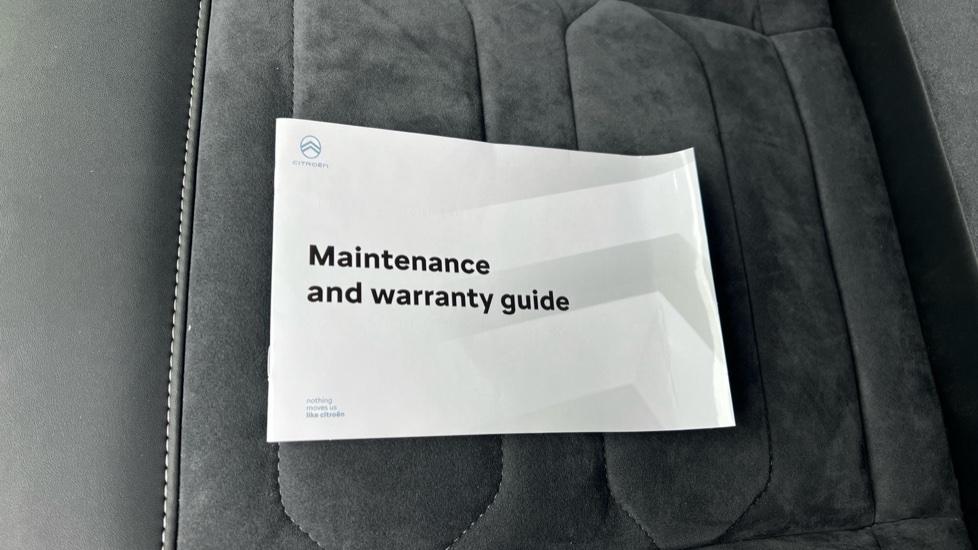 CITROËN
Maintenance
and warranty guide
nothing
moves us
like citroën